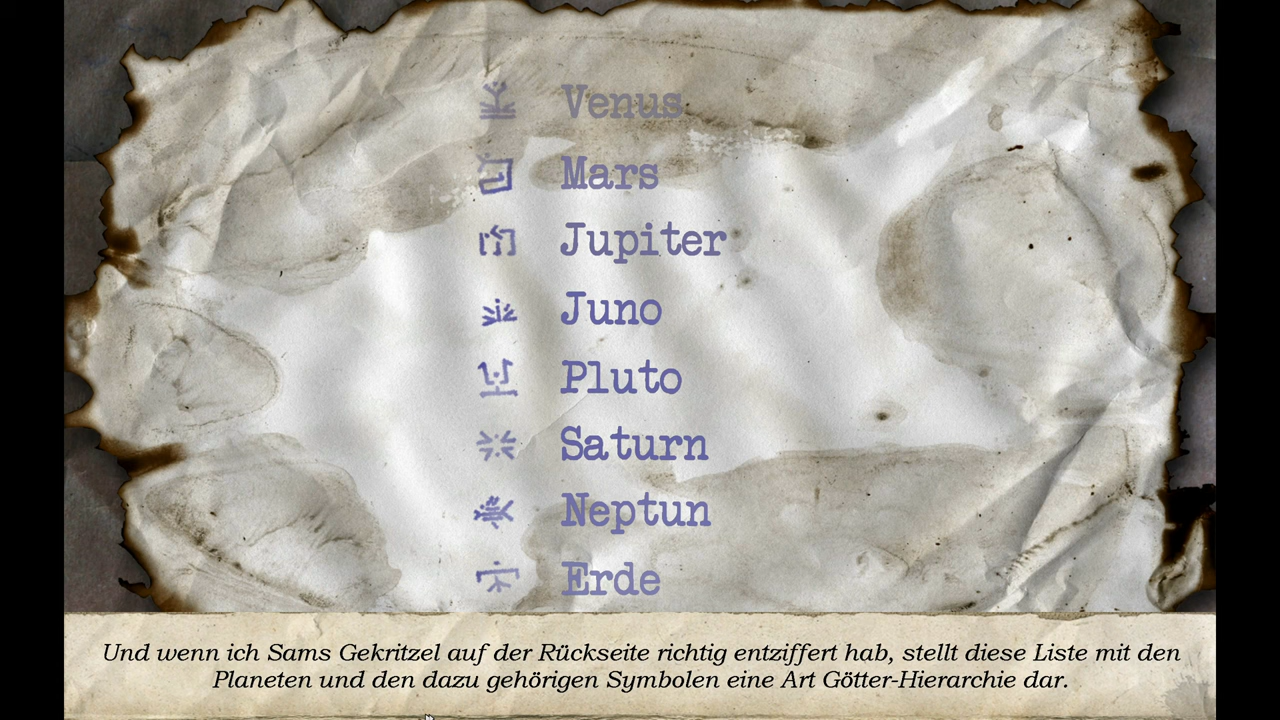 Venus
Mars
Jupiter
Juno
Pluto
Saturn
Neptun
Erde
Und wenn ich Sams Gekritzel auf der Rückseite richtig entziffert hab, stellt diese Liste mit den
Planeten und den dazu gehörigen Symbolen eine Art Götter-Hierarchie dar.